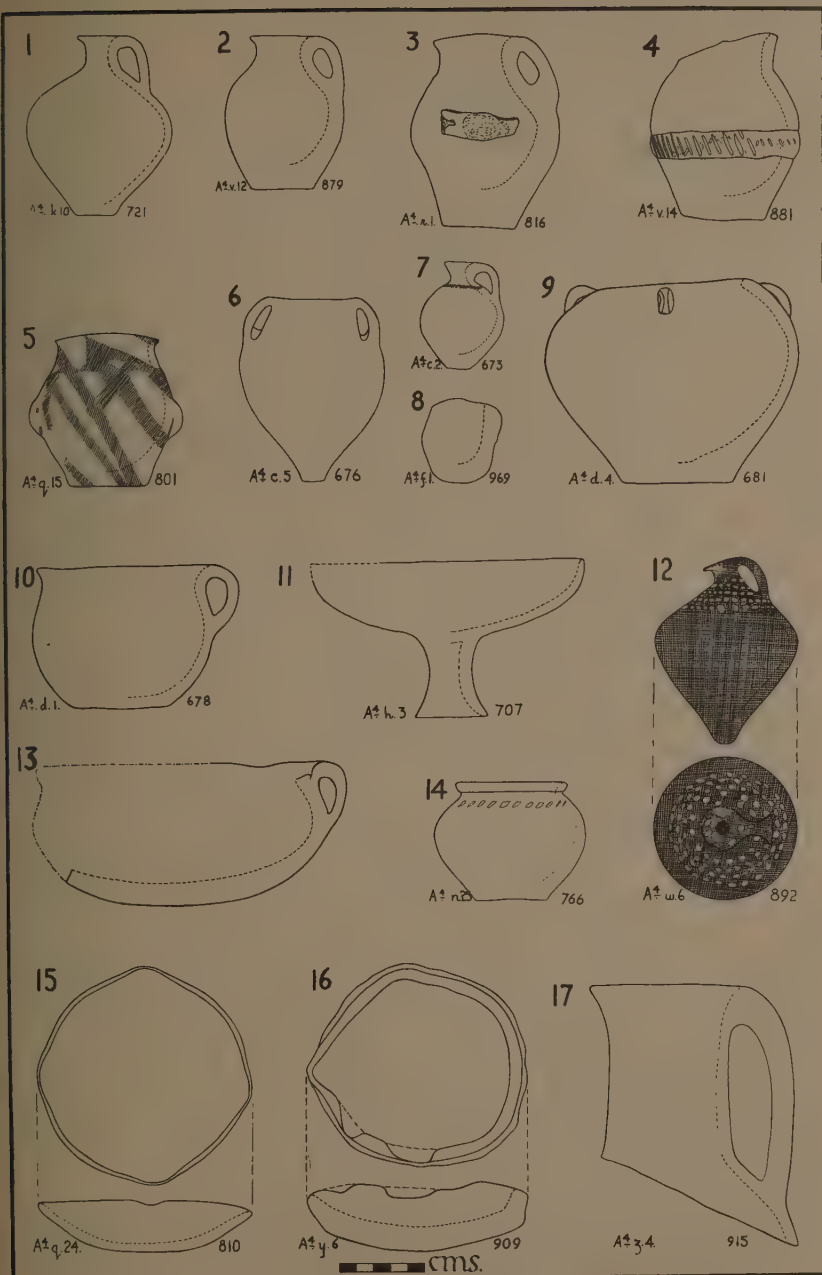 1 2 3 4
721
A⁴ v.12 879
A⁴ r.1. 816
A⁴ v.14 881
5 6 7 8 9
A⁴ q.15 801
A⁴ c.5 676
A⁴ c.2. 673
A⁴ f.1. 969
A⁴ d.4. 681
10 11 12
A⁴ d.1. 678
A⁴ h.3 707
13 14
A⁴ n.25 766
A⁴ w.6 892
15 16 17
A⁴ q.24. 810
A⁴ y.6 909
A⁴ z.4. 915
cms.